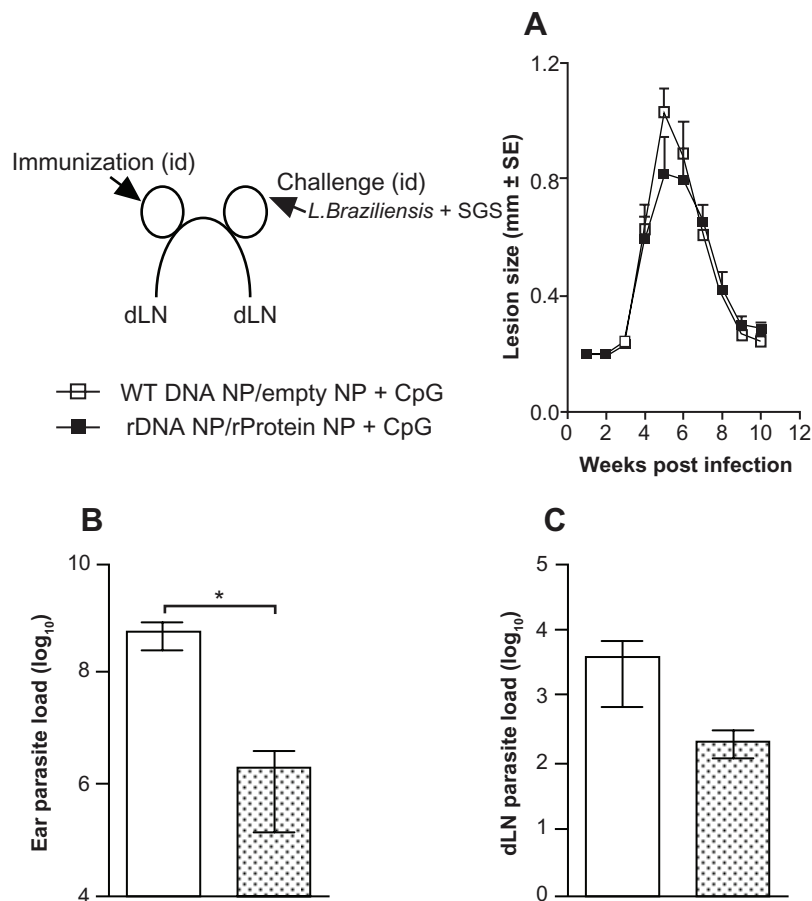 A
Lesion size (mm ± SE)
1.2
0.8
0.4
0.0
0 2 4 6 8 10 12
Weeks post infection
Immunization (id)
Challenge (id)
L.Braziliensis + SGS
dLN dLN
WT DNA NP/empty NP + CpG
rDNA NP/rProtein NP + CpG
B
Ear parasite load (log10)
10
8
6
4
*
C
dLN parasite load (log10)
5
4
3
2
1
0